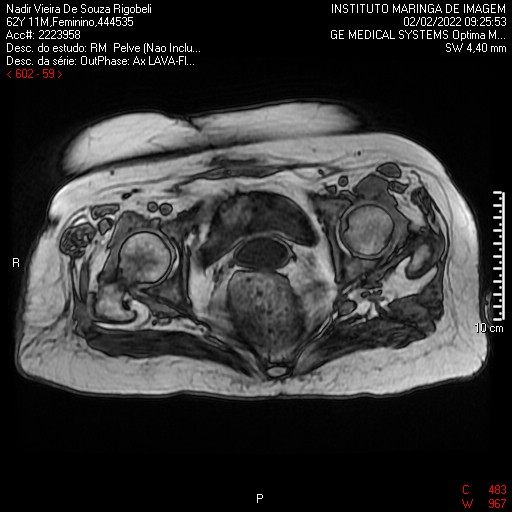 Nadir Vieira De Souza Rigobeli
62Y 11M,Feminino,444535
Acc#: 2223958
Desc. do estudo: RM Pelve (Nao Inclu...
Desc. da série: OutPhase: Ax LAVA-Fl...
< 602 - 59 >
INSTITUTO MARINGA DE IMAGEM
02/02/2022 09:25:53
GE MEDICAL SYSTEMS Optima M...
SW 4,40 mm
R
10 cm
P
C 483
W 967